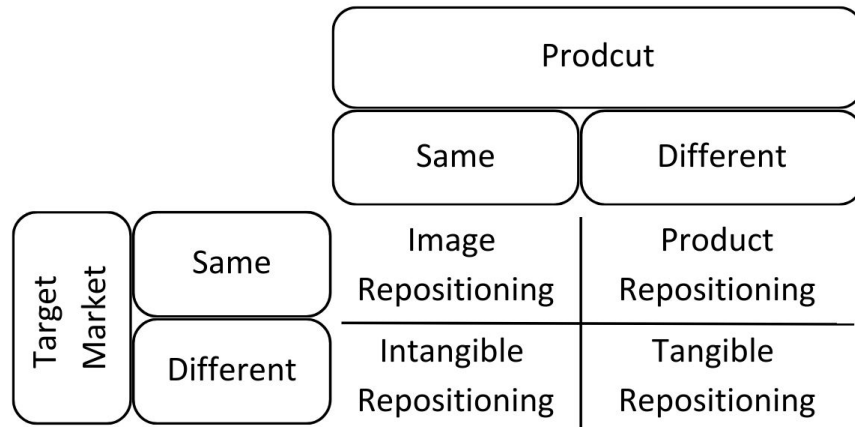 Prodcut
Same Different
Target
Market
Same
Image
Repositioning
Product
Repositioning
Different
Intangible
Repositioning
Tangible
Repositioning